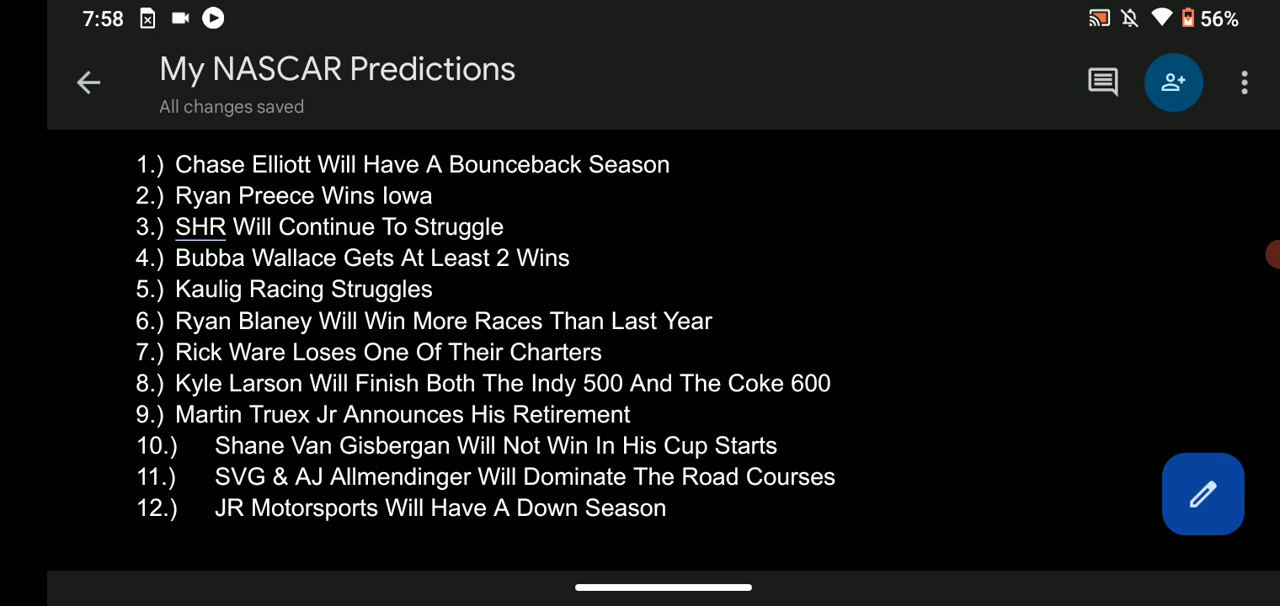 7:58
56%
My NASCAR Predictions
All changes saved
1.) Chase Elliott Will Have A Bounceback Season
2.) Ryan Preece Wins Iowa
3.) SHR Will Continue To Struggle
4.) Bubba Wallace Gets At Least 2 Wins
5.) Kaulig Racing Struggles
6.) Ryan Blaney Will Win More Races Than Last Year
7.) Rick Ware Loses One Of Their Charters
8.) Kyle Larson Will Finish Both The Indy 500 And The Coke 600
9.) Martin Truex Jr Announces His Retirement
10.) Shane Van Gisbergan Will Not Win In His Cup Starts
11.) SVG & AJ Allmendinger Will Dominate The Road Courses
12.) JR Motorsports Will Have A Down Season